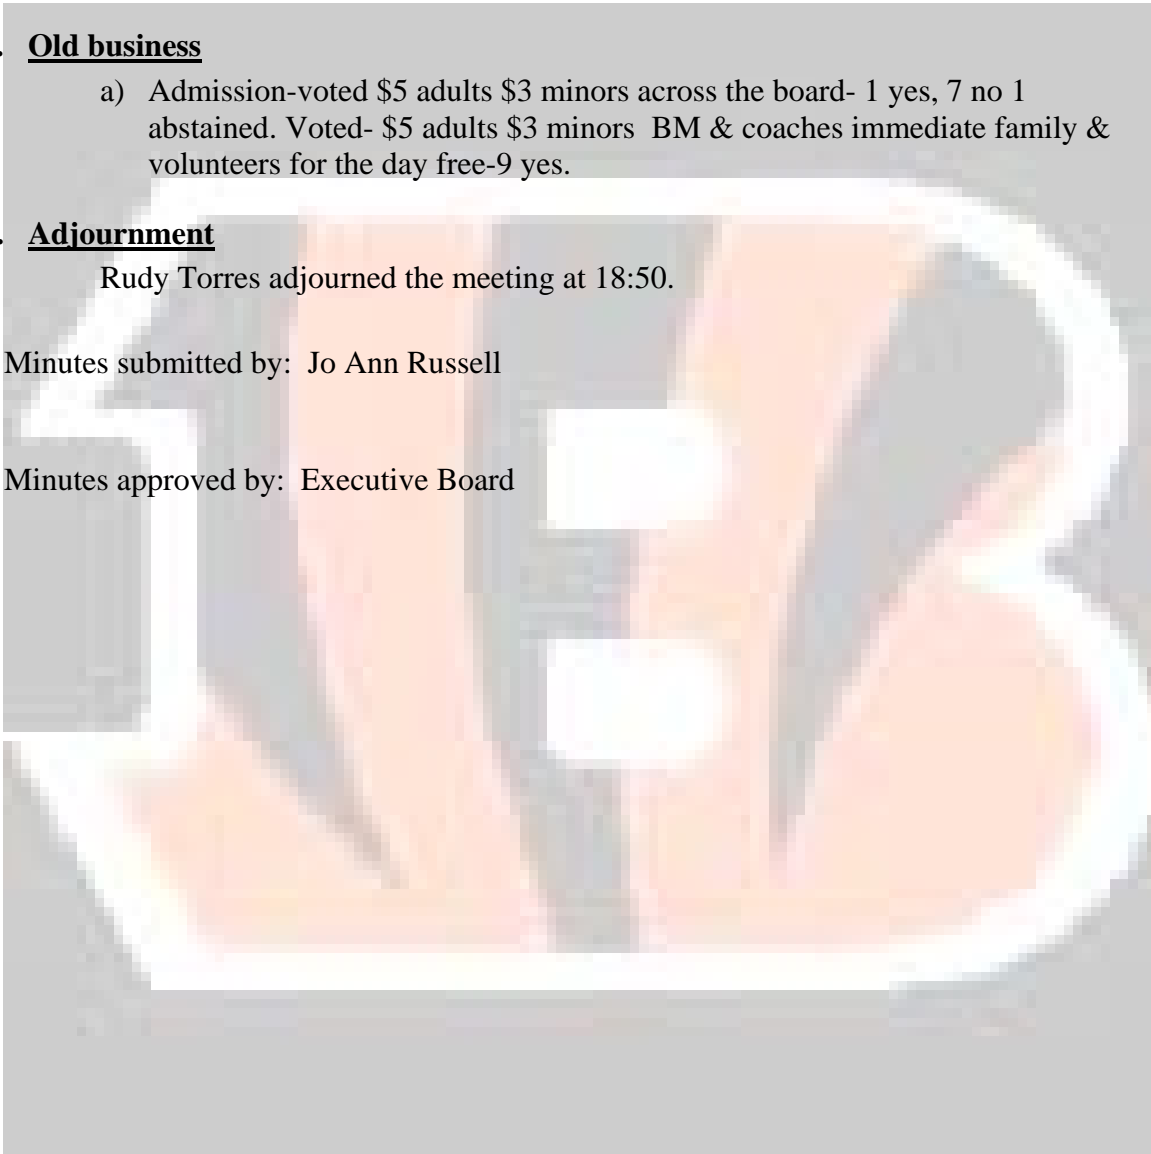 . Old business
a) Admission-voted $5 adults $3 minors across the board- 1 yes, 7 no 1
abstained. Voted- $5 adults $3 minors  BM & coaches immediate family &
volunteers for the day free-9 yes.
. Adjournment
Rudy Torres adjourned the meeting at 18:50.
Minutes submitted by:  Jo Ann Russell
Minutes approved by:  Executive Board